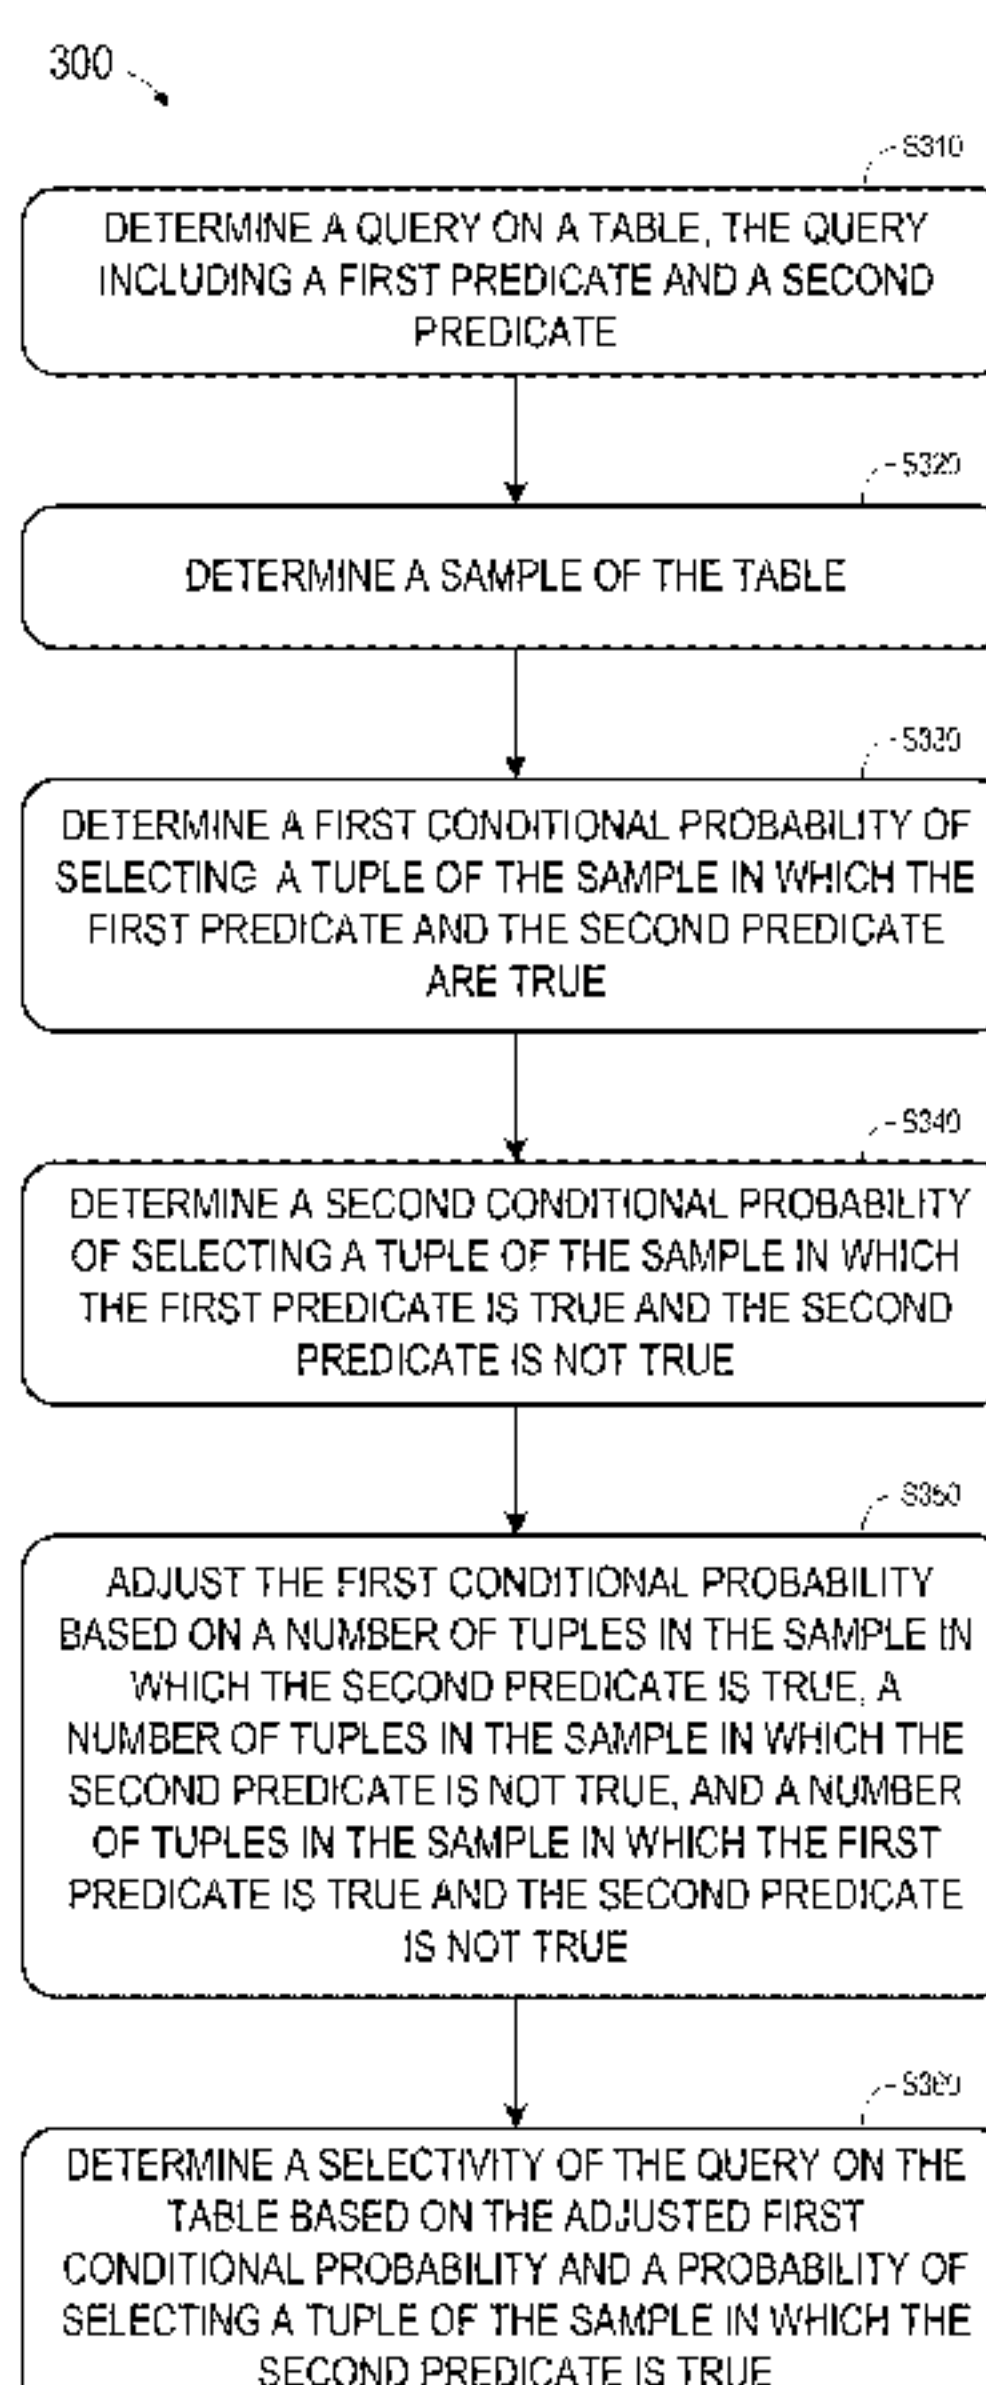 300
S310
DETERMINE A QUERY ON A TABLE, THE QUERY
INCLUDING A FIRST PREDICATE AND A SECOND
PREDICATE
S320
DETERMINE A SAMPLE OF THE TABLE
S330
DETERMINE A FIRST CONDITIONAL PROBABILITY OF
SELECTING A TUPLE OF THE SAMPLE IN WHICH THE
FIRST PREDICATE AND THE SECOND PREDICATE
ARE TRUE
S340
DETERMINE A SECOND CONDITIONAL PROBABILITY
OF SELECTING A TUPLE OF THE SAMPLE IN WHICH
THE FIRST PREDICATE IS TRUE AND THE SECOND
PREDICATE IS NOT TRUE
S350
ADJUST THE FIRST CONDITIONAL PROBABILITY
BASED ON A NUMBER OF TUPLES IN THE SAMPLE IN
WHICH THE SECOND PREDICATE IS TRUE, A
NUMBER OF TUPLES IN THE SAMPLE IN WHICH THE
SECOND PREDICATE IS NOT TRUE, AND A NUMBER
OF TUPLES IN THE SAMPLE IN WHICH THE FIRST
PREDICATE IS TRUE AND THE SECOND PREDICATE
IS NOT TRUE
S360
DETERMINE A SELECTIVITY OF THE QUERY ON THE
TABLE BASED ON THE ADJUSTED FIRST
CONDITIONAL PROBABILITY AND A PROBABILITY OF
SELECTING A TUPLE OF THE SAMPLE IN WHICH THE
SECOND PREDICATE IS TRUE